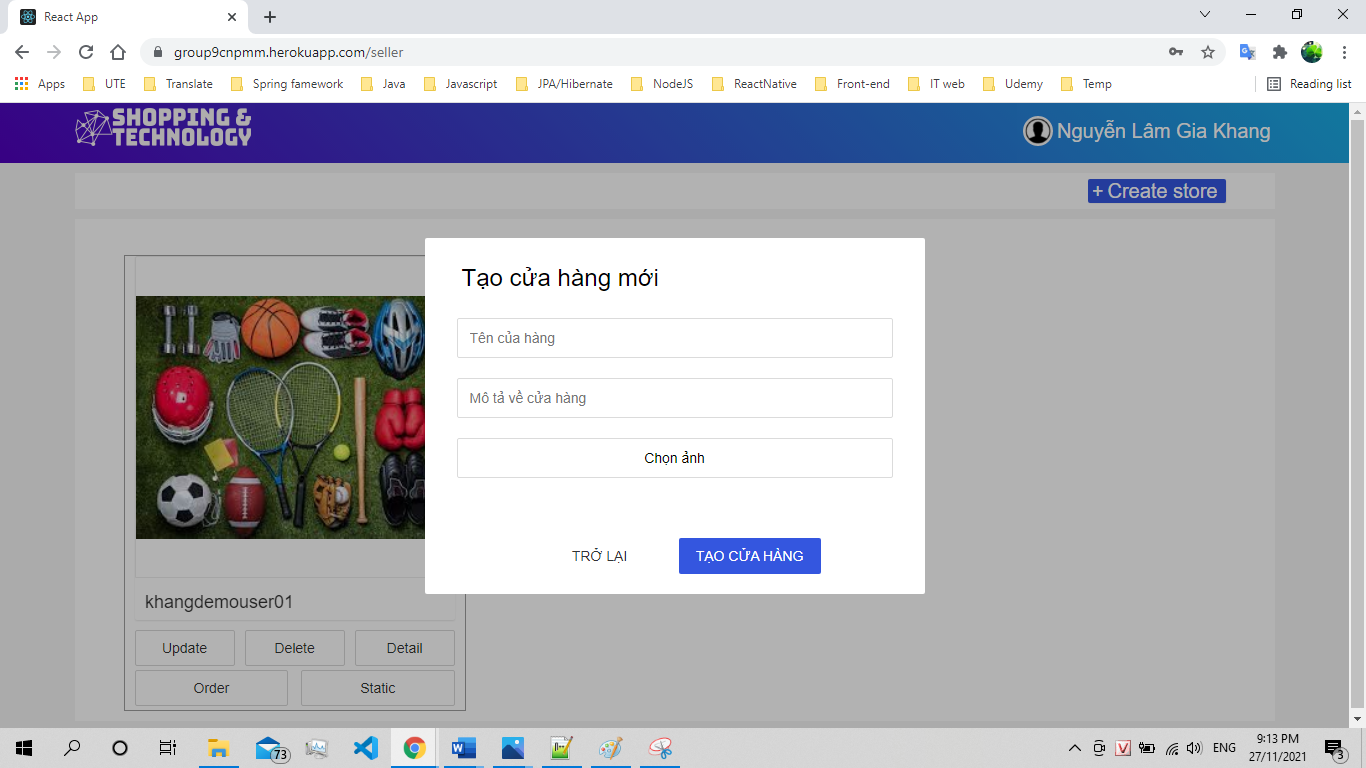 React App
group9cnpmm.herokuapp.com/seller
Apps UTE Translate Spring famework Java Javascript JPA/Hibernate NodeJS ReactNative Front-end IT web Udemy Temp Reading list
SHOPPING &
TECHNOLOGY
Nguyễn Lâm Gia Khang
+ Create store
Tạo cửa hàng mới
Tên của hàng
Mô tả về cửa hàng
Chọn ảnh
TRỞ LẠI TẠO CỬA HÀNG
khangdemouser01
Update Delete Detail
Order Static
73
ENG
9:13 PM
27/11/2021
3